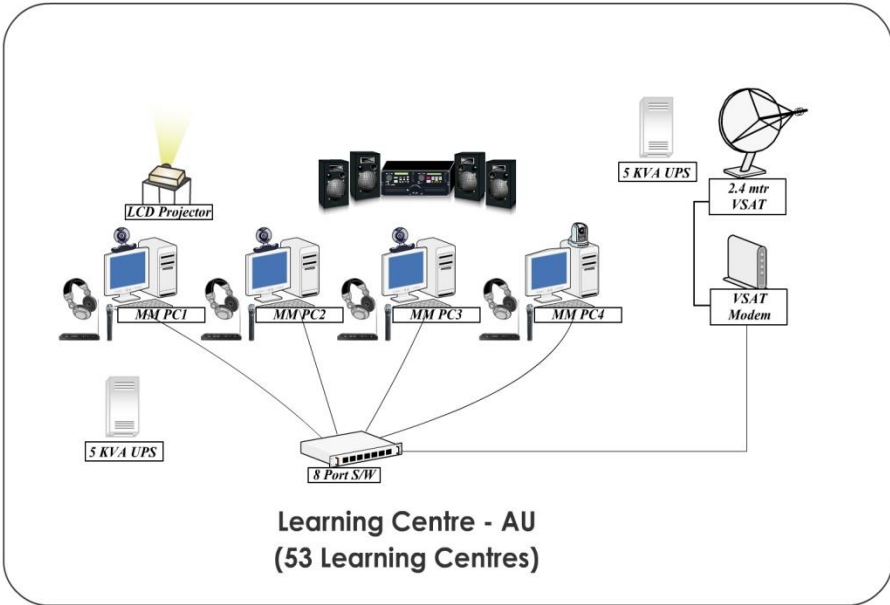 5 KVA UPS
2.4 mtr
VSAT
LCD Projector
MM PC1
MM PC2
MM PC3
MM PC4
VSAT
Modem
5 KVA UPS
8 Port S/W
Learning Centre - AU
(53 Learning Centres)